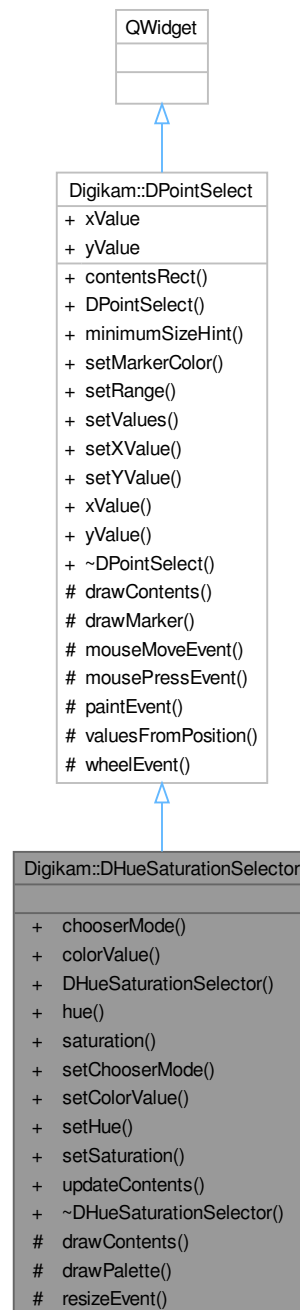 QWidget
Digikam::DPointSelect
+ xValue
+ yValue
+ contentsRect()
+ DPointSelect()
+ minimumSizeHint()
+ setMarkerColor()
+ setRange()
+ setValues()
+ setXValue()
+ setYValue()
+ xValue()
+ yValue()
+ ~DPointSelect()
# drawContents()
# drawMarker()
# mouseMoveEvent()
# mousePressEvent()
# paintEvent()
# valuesFromPosition()
# wheelEvent()
Digikam::DHueSaturationSelector
+ chooserMode()
+ colorValue()
+ DHueSaturationSelector()
+ hue()
+ saturation()
+ setChooserMode()
+ setColorValue()
+ setHue()
+ setSaturation()
+ updateContents()
+ ~DHueSaturationSelector()
# drawContents()
# drawPalette()
# resizeEvent()